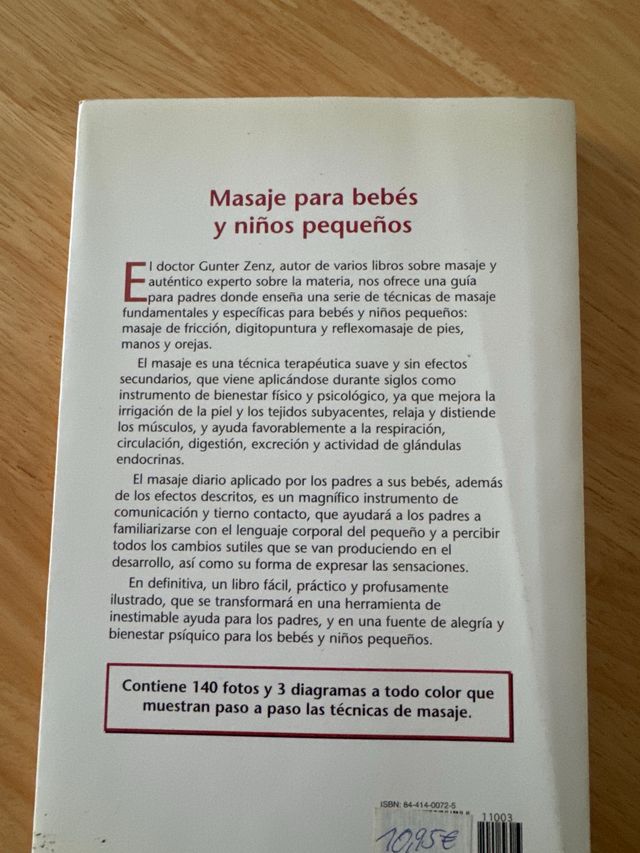 Masaje para bebés
y niños pequeños
El doctor Gunter Zenz, autor de varios libros sobre masaje y
auténtico experto sobre la materia, nos ofrece una guía
para padres donde enseña una serie de técnicas de masaje
fundamentales y específicas para bebés y niños pequeños:
masaje de fricción, digitopuntura y reflexomasaje de pies,
manos y orejas.
El masaje es una técnica terapéutica suave y sin efectos
secundarios, que viene aplicándose durante siglos como
instrumento de bienestar físico y psicológico, ya que mejora la
irrigación de la piel y los tejidos subyacentes, relaja y distiende
los músculos, y ayuda favorablemente a la respiración,
circulación, digestión, excreción y actividad de glándulas
endocrinas.
El masaje diario aplicado por los padres a sus bebés, además
de los efectos descritos, es un magnífico instrumento de
comunicación y tierno contacto, que ayudará a los padres a
familiarizarse con el lenguaje corporal del pequeño y a percibir
todos los cambios sutiles que se van produciendo en el
desarrollo, así como su forma de expresar las sensaciones.
En definitiva, un libro fácil, práctico y profusamente
ilustrado, que se transformará en una herramienta de
inestimable ayuda para los padres, y en una fuente de alegría y
bienestar psíquico para los bebés y niños pequeños.
Contiene 140 fotos y 3 diagramas a todo color que
muestran paso a paso las técnicas de masaje.
ISBN: 84-414-0072-5
11003
10,95€